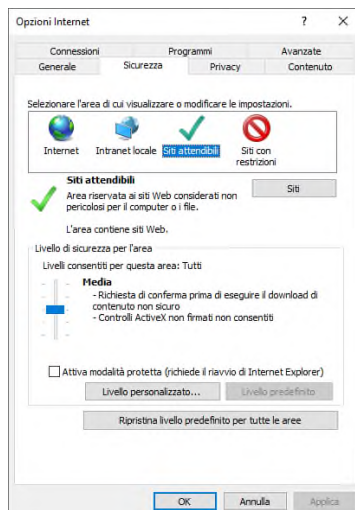 Opzioni Internet
Connessioni Programmi Avanzate
Generale Sicurezza Privacy Contenuto
Selezionare l'area di cui visualizzare o modificare le impostazioni.
Internet Intranet locale Siti attendibili Siti con
restrizioni
Siti attendibili
Siti
Area riservata ai siti Web considerati non
pericolosi per il computer o i file.
L'area contiene siti Web.
Livello di sicurezza per l'area
Livelli consentiti per questa area: Tutti
Media
- Richiesta di conferma prima di eseguire il download di
contenuto non sicuro
- Controlli ActiveX non firmati non consentiti
Attiva modalità protetta (richiede il riavvio di Internet Explorer)
Livello personalizzato... Livello predefinito
Ripristina livello predefinito per tutte le aree
OK Annulla Applica